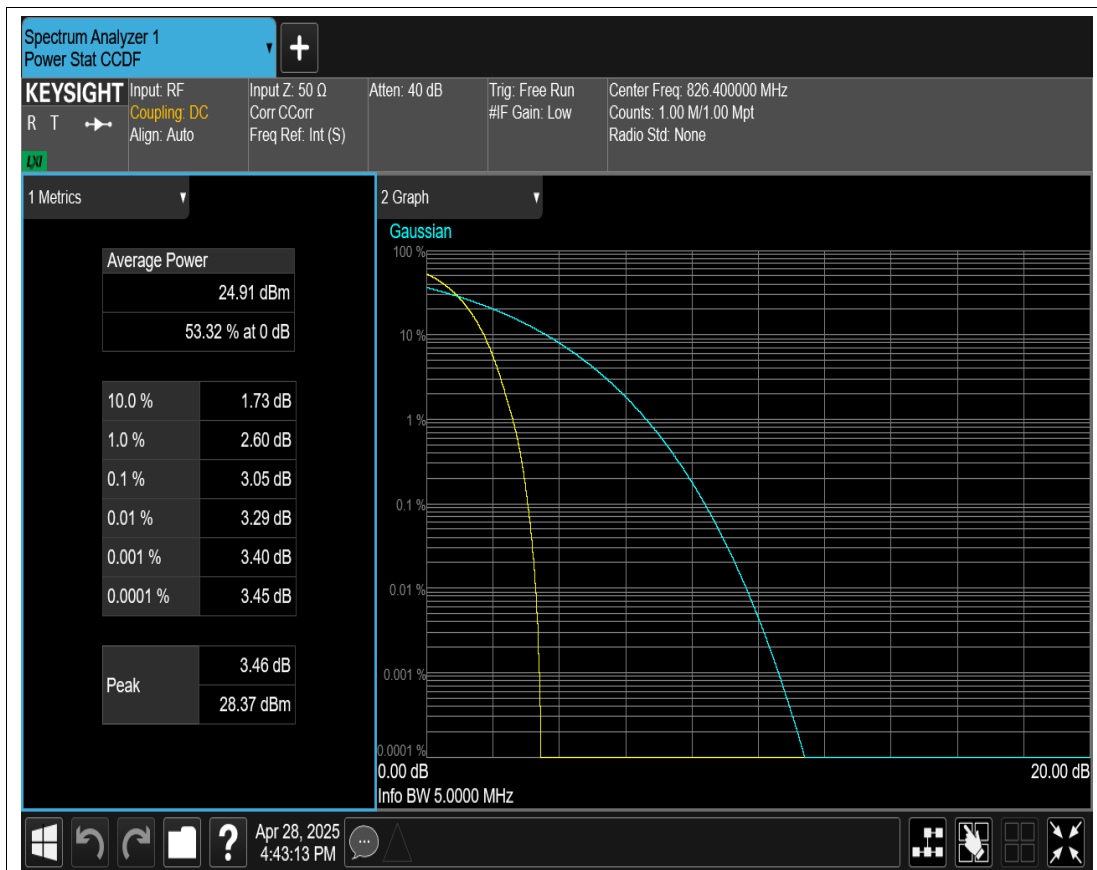 Spectrum Analyzer 1
Power Stat CCDF
+
KEYSIGHT
R T
LXI
Input: RF
Coupling: DC
Align: Auto
Input Z: 50 Ω
Corr CCorr
Freq Ref: Int (S)
Atten: 40 dB
Trig: Free Run
#IF Gain: Low
Center Freq: 826.400000 MHz
Counts: 1.00 M/1.00 Mpt
Radio Std: None
1 Metrics
Average Power
24.91 dBm
53.32 % at 0 dB
10.0 % 1.73 dB
1.0 % 2.60 dB
0.1 % 3.05 dB
0.01 % 3.29 dB
0.001 % 3.40 dB
0.0001 % 3.45 dB
Peak
3.46 dB
28.37 dBm
2 Graph
Gaussian
100 %
10 %
1 %
0.1 %
0.01 %
0.001 %
0.0001 %
0.00 dB 20.00 dB
Info BW 5.0000 MHz
?
Apr 28, 2025
4:43:13 PM